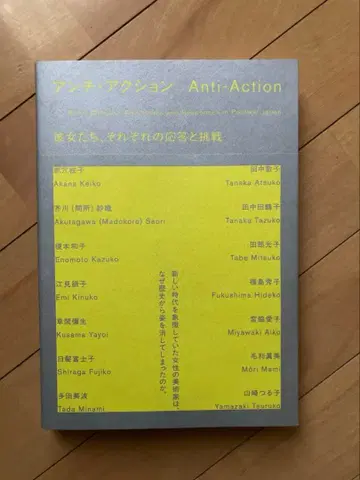 アンチ・アクション Anti-Action
彼女たち、それぞれの応答と挑戦
赤穴桂子
Akana Keiko
芥川（間所）紗織
Akutagawa (Madokoro) Saori
榎本和子
Enomoto Kazuko
江見絹子
Emi Kinuko
草間彌生
Kusama Yayoi
白髪富士子
Shiraga Fujiko
多田美波
Tada Minami
新しい時代を象徴していた女性の美術家は、
なぜ歴史から姿を消してしまったのか。
田中敦子
Tanaka Atsuko
田中田鶴子
Tanaka Tazuko
田部光子
Tabe Mitsuko
福島秀子
Fukushima Hideko
宮脇愛子
Miyawaki Aiko
毛利眞美
Mōri Mami
山崎つる子
Yamazaki Tsuruko